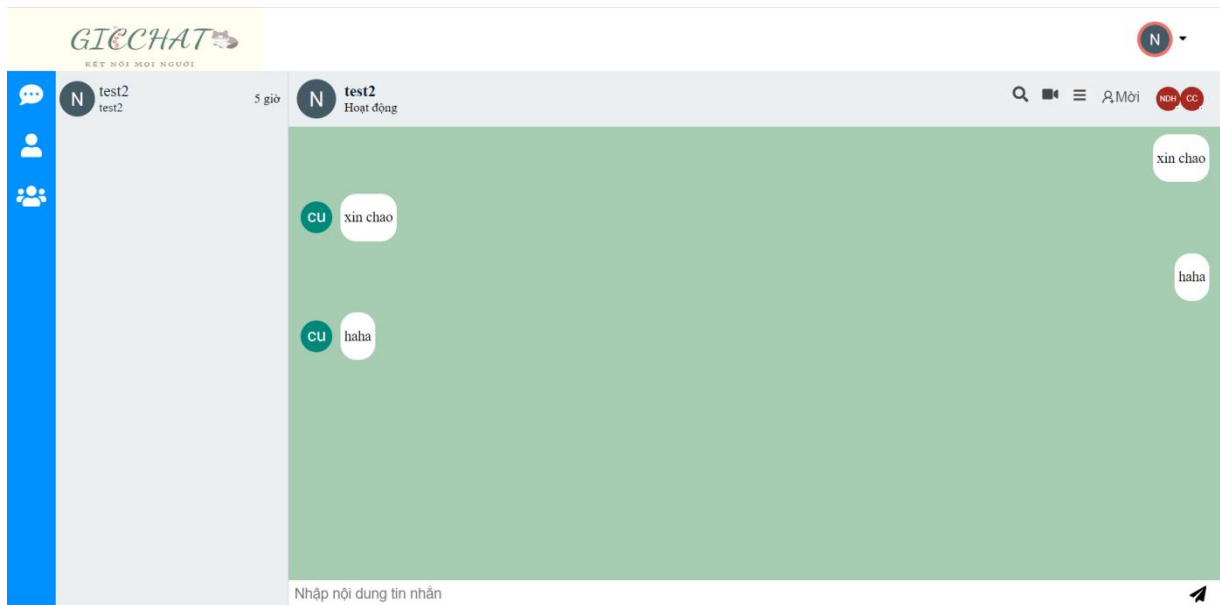 GIECCHAT
KẾT NỐI MỌI NGƯỜI
N
N
test2
test2
5 giờ
N
test2
Hoạt động
Mời
NDH
CC
xin chao
CU
xin chao
haha
CU
haha
Nhập nội dung tin nhắn